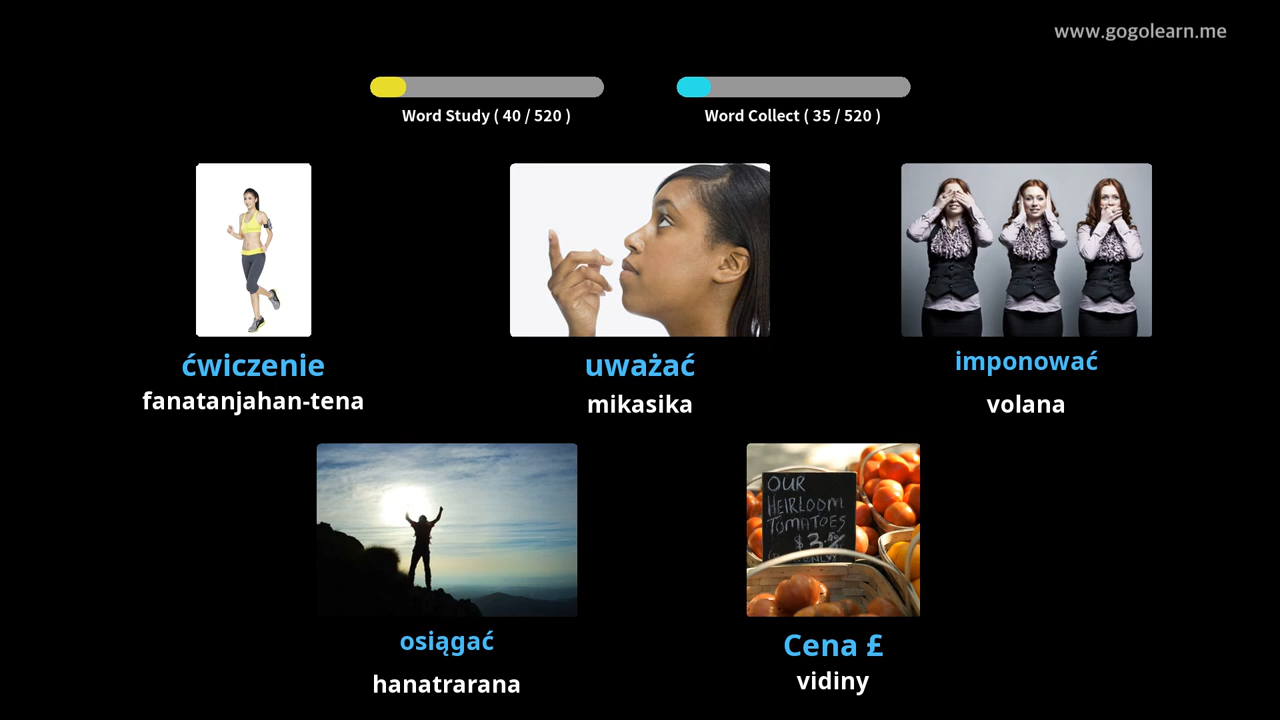 www.gogolearn.me
Word Study ( 40 / 520 )
Word Collect ( 35 / 520 )
ćwiczenie
fanatanjahan-tena
uważać
mikasika
imponować
volana
OUR
HEIRLOOM
TOMATOES
osiągać
hanatrarana
Cena £
vidiny